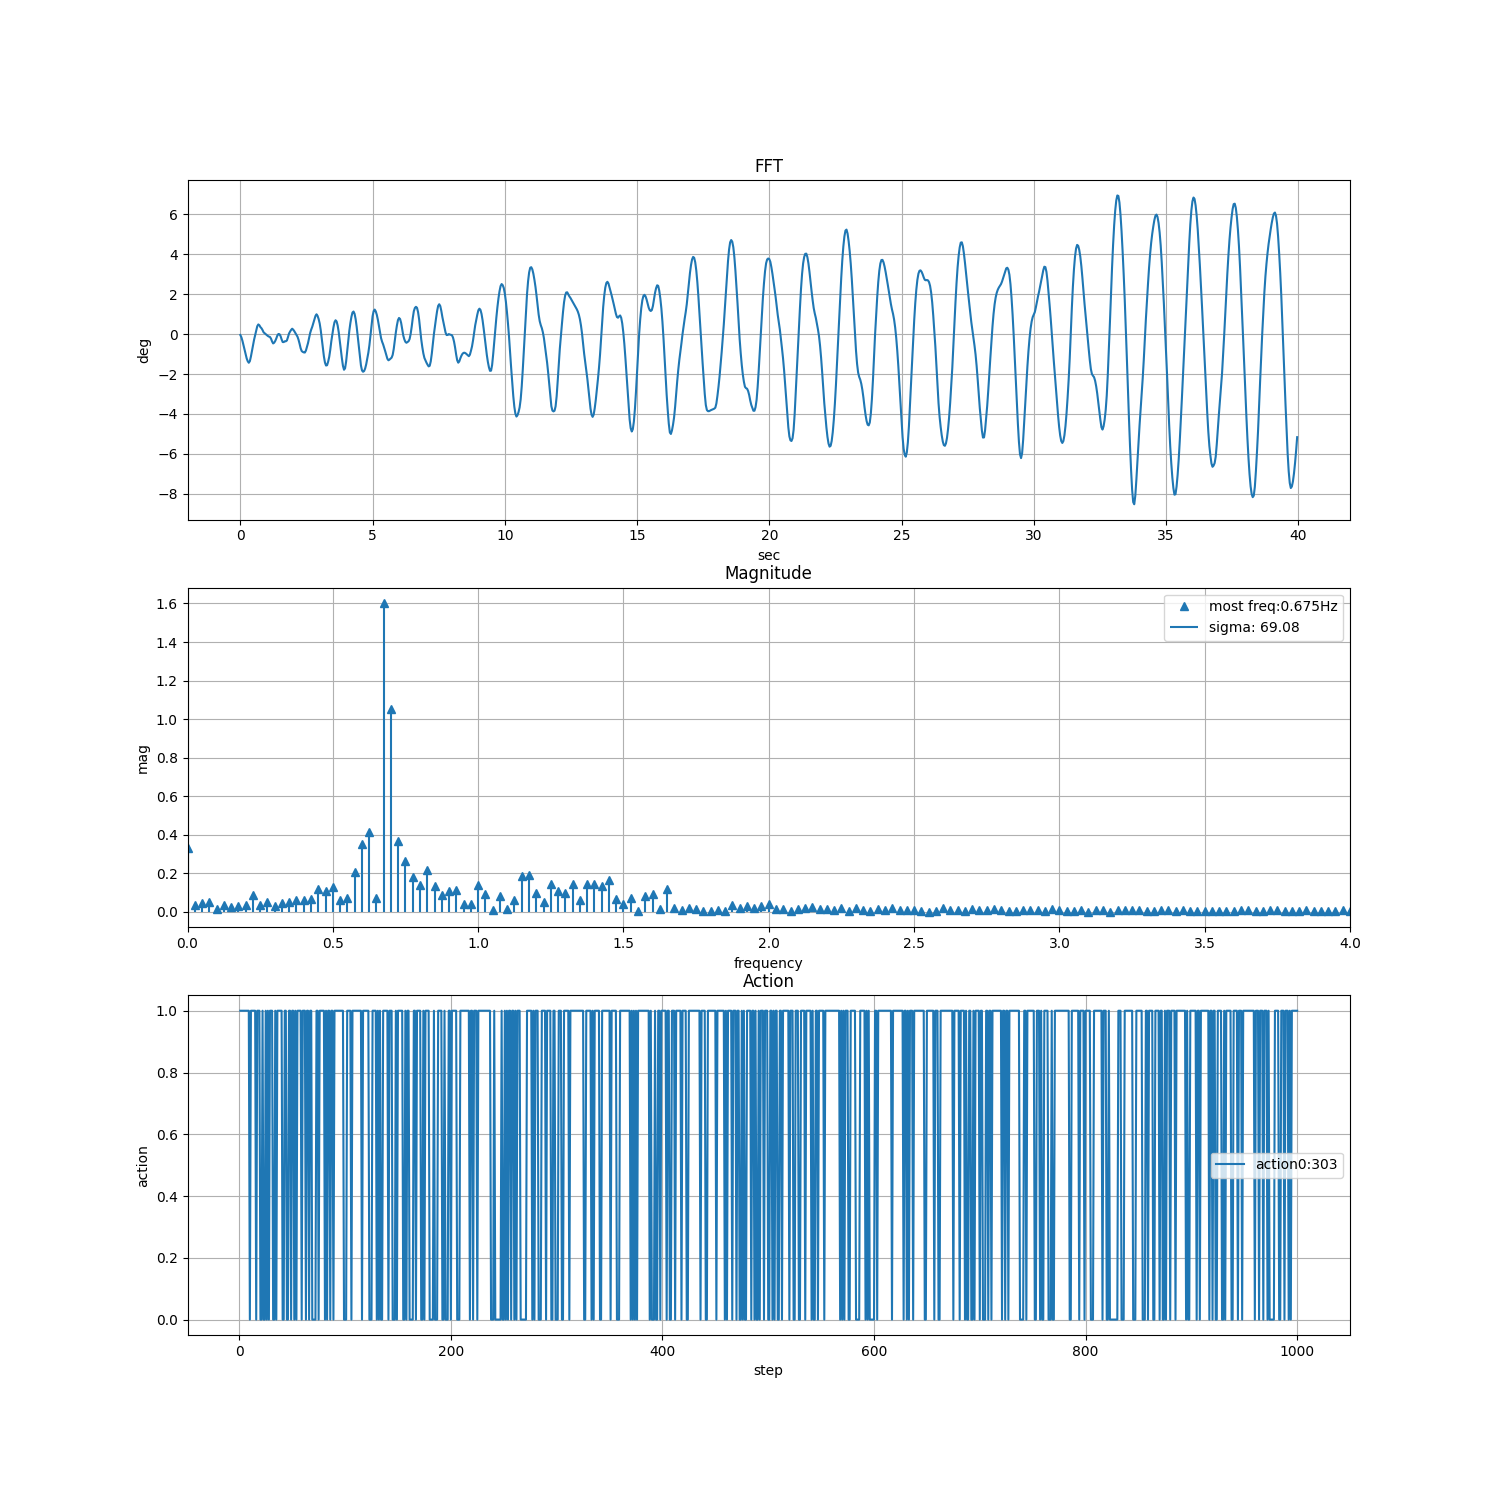 FFT
6
4
2
0
−2
−4
−6
−8
deg
0 5 10 15 20 25 30 35 40
sec
Magnitude
1.6
1.4
1.2
1.0
0.8
0.6
0.4
0.2
0.0
mag
most freq:0.675Hz
sigma: 69.08
0.0 0.5 1.0 1.5 2.0 2.5 3.0 3.5 4.0
frequency
Action
1.0
0.8
0.6
0.4
0.2
0.0
action
action0:303
0 200 400 600 800 1000
step